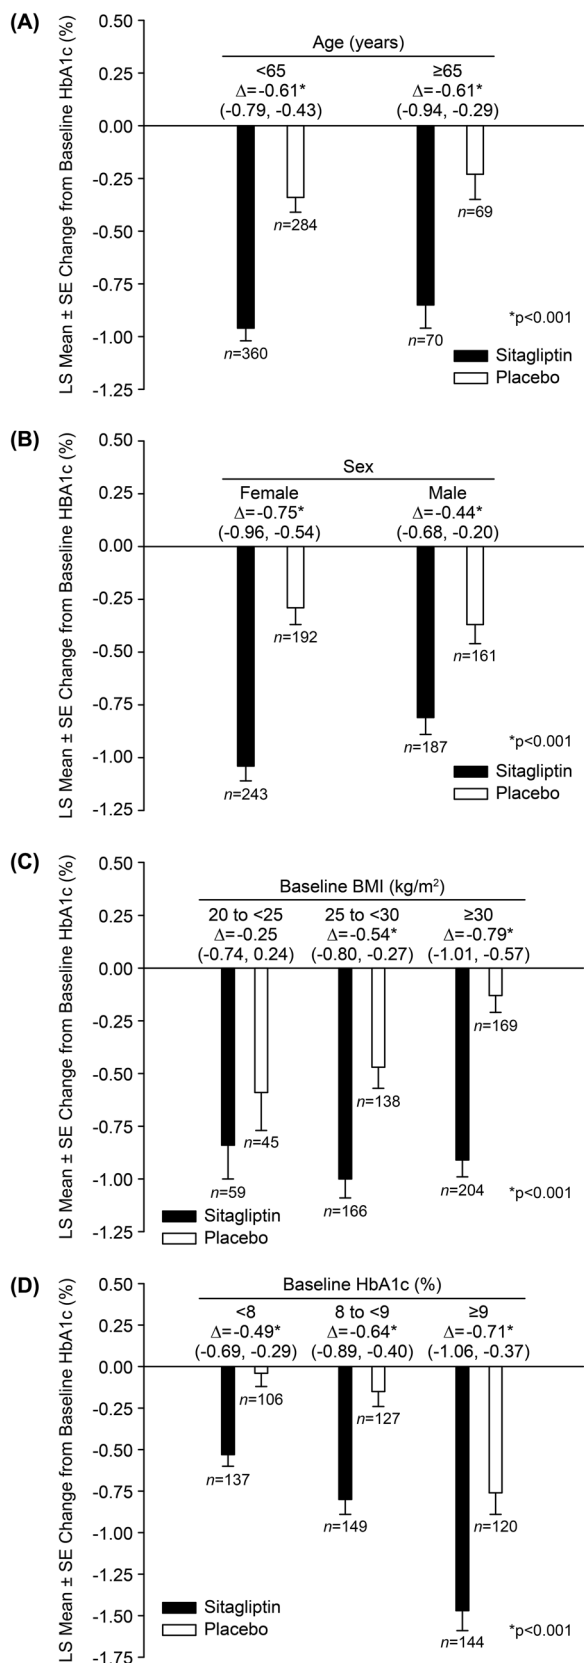 (A)
LS Mean ± SE Change from Baseline HbA1c (%)
0.50
0.25
0.00
-0.25
-0.50
-0.75
-1.00
-1.25
Age (years)
<65 ≥65
Δ=-0.61* Δ=-0.61*
(-0.79, -0.43) (-0.94, -0.29)
n=284 n=69
n=360 n=70
*p<0.001
Sitagliptin
Placebo
(B)
LS Mean ± SE Change from Baseline HBA1c (%)
0.50
0.25
0.00
-0.25
-0.50
-0.75
-1.00
-1.25
Sex
Female Male
Δ=-0.75* Δ=-0.44*
(-0.96, -0.54) (-0.68, -0.20)
n=192 n=161
n=243 n=187
*p<0.001
Sitagliptin
Placebo
(C)
LS Mean ± SE Change from Baseline HbA1c (%)
0.50
0.25
0.00
-0.25
-0.50
-0.75
-1.00
-1.25
Baseline BMI (kg/m²)
20 to <25 25 to <30 ≥30
Δ=-0.25 Δ=-0.54* Δ=-0.79*
(-0.74, 0.24) (-0.80, -0.27) (-1.01, -0.57)
n=45 n=138 n=169
n=59 n=166 n=204
*p<0.001
Sitagliptin
Placebo
(D)
LS Mean ± SE Change from Baseline HbA1c (%)
0.50
0.25
0.00
-0.25
-0.50
-0.75
-1.00
-1.25
-1.50
-1.75
Baseline HbA1c (%)
<8 8 to <9 ≥9
Δ=-0.49* Δ=-0.64* Δ=-0.71*
(-0.69, -0.29) (-0.89, -0.40) (-1.06, -0.37)
n=106 n=127 n=120
n=137 n=149 n=144
Sitagliptin
Placebo
*p<0.001